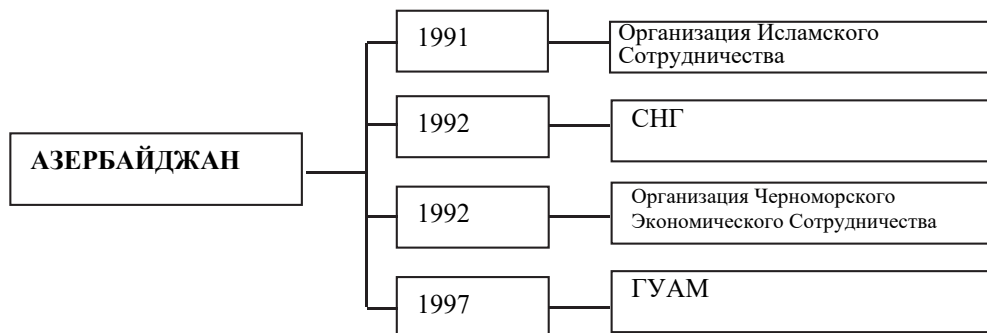 АЗЕРБАЙДЖАН
1991
Организация Исламского
Сотрудничества
1992
СНГ
1992
Организация Черноморского
Экономического Сотрудничества
1997
ГУАМ